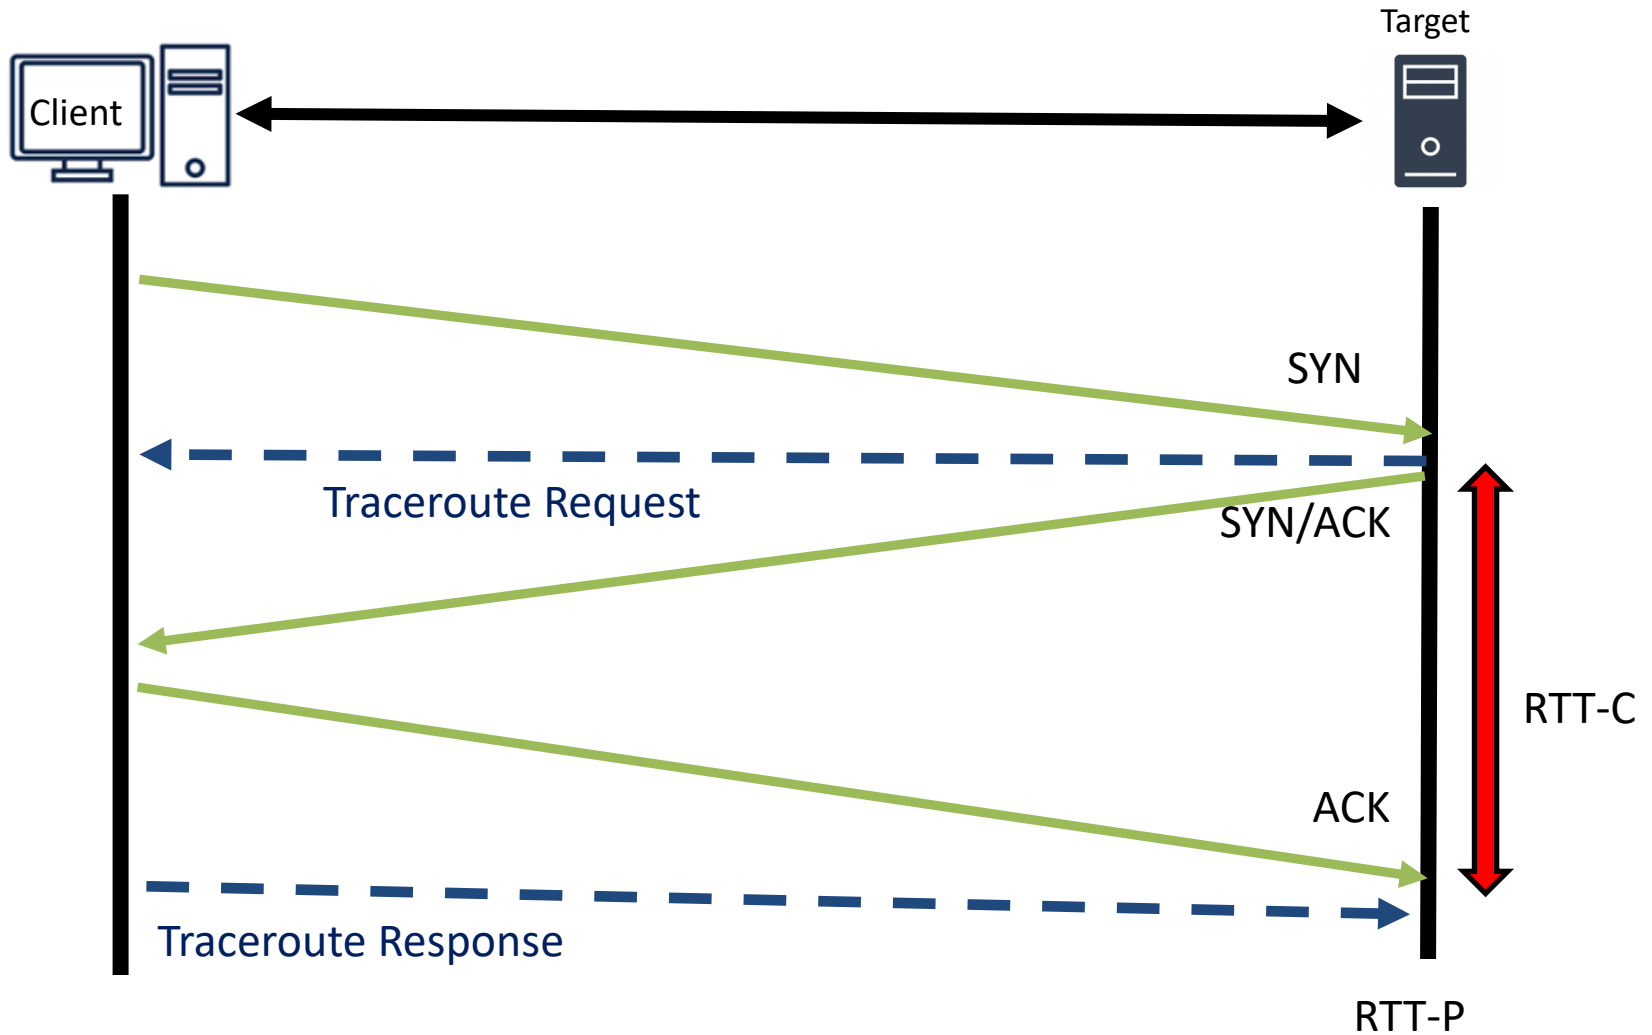 Target
Client
SYN
Traceroute Request
SYN/ACK
RTT-C
ACK
Traceroute Response
RTT-P